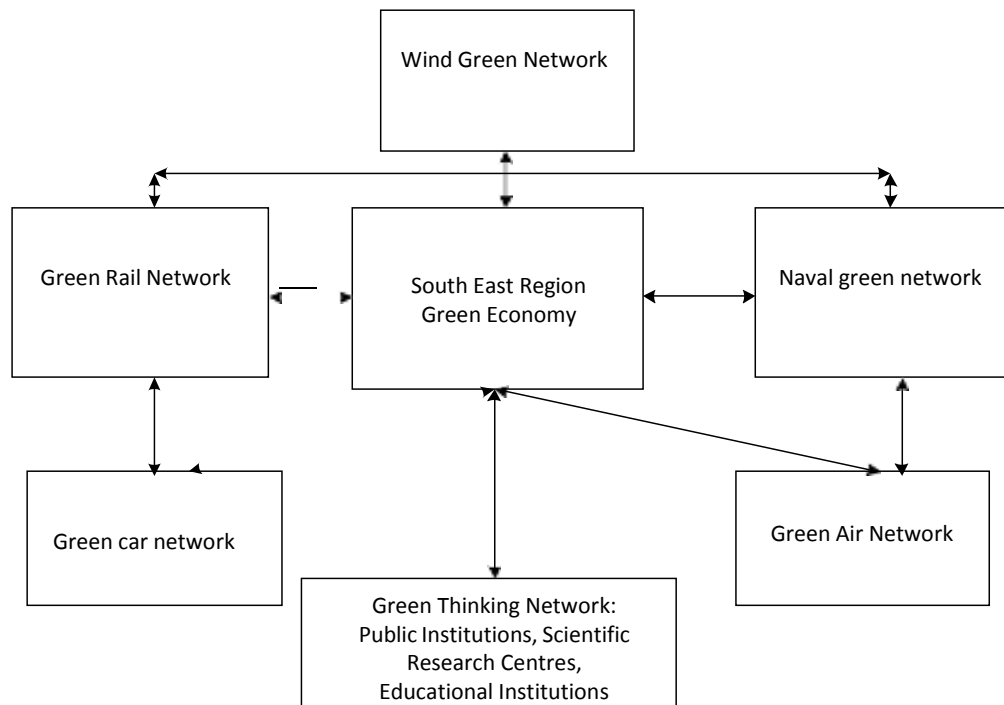 Wind Green Network
Green Rail Network
South East Region
Green Economy
Naval green network
Green car network
Green Air Network
Green Thinking Network:
Public Institutions, Scientific
Research Centres,
Educational Institutions